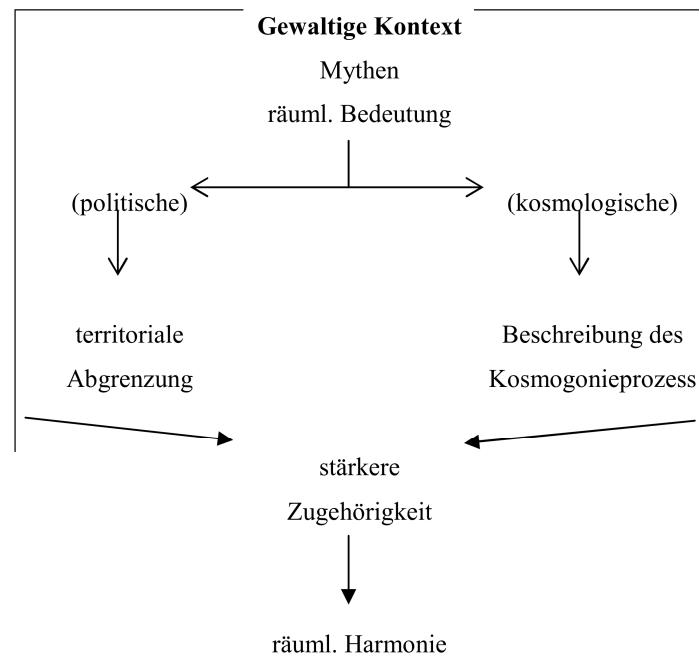 Gewaltige Kontext
Mythen
räuml. Bedeutung
(politische)
(kosmologische)
territoriale
Abgrenzung
Beschreibung des
Kosmogonieprozess
stärkere
Zugehörigkeit
räuml. Harmonie